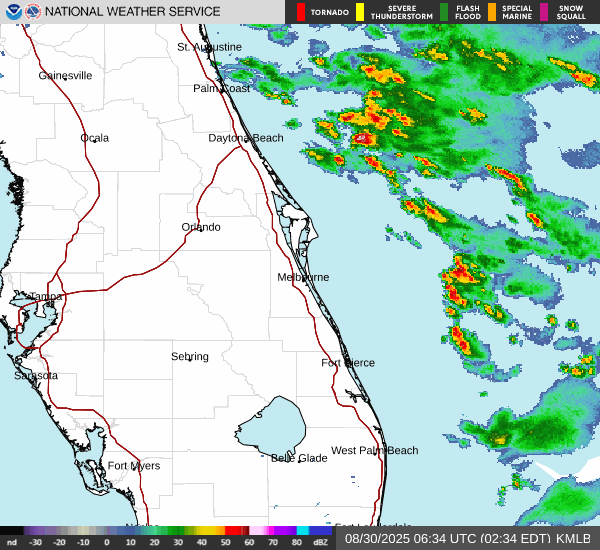 NATIONAL WEATHER SERVICE
TORNADO
SEVERE THUNDERSTORM
FLASH FLOOD
SPECIAL MARINE
SNOW SQUALL
St. Augustine
Gainesville
Palm Coast
Ocala
Daytona Beach
Orlando
Melbourne
Tampa
Sebring
Fort Pierce
Sarasota
West Palm Beach
Belle Glade
Fort Myers
nd -30 -20 -10 0 10 20 30 40 50 60 70 80 dBZ
08/30/2025 06:34 UTC (02:34 EDT) KMLB